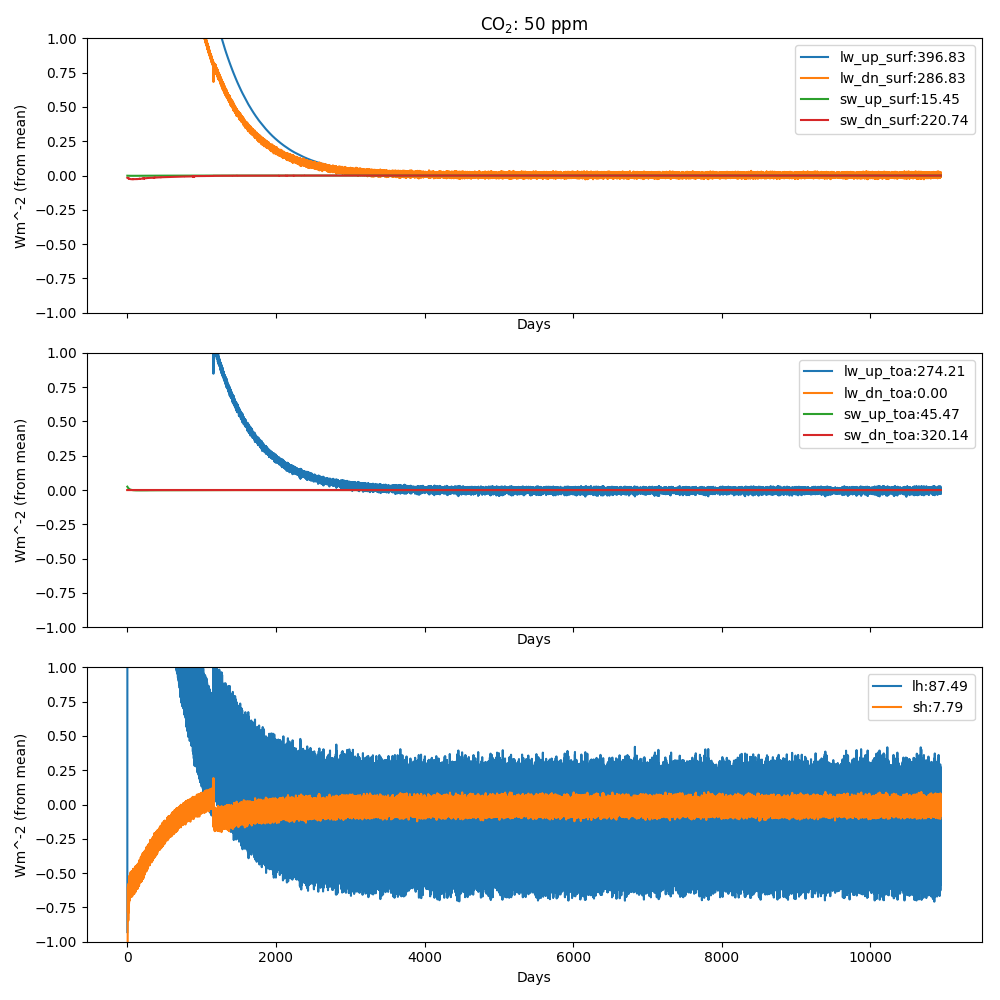 CO₂: 50 ppm
1.00
0.75
0.50
0.25
0.00
−0.25
−0.50
−0.75
−1.00
Wm^-2 (from mean)
lw_up_surf:396.83
lw_dn_surf:286.83
sw_up_surf:15.45
sw_dn_surf:220.74
Days
1.00
0.75
0.50
0.25
0.00
−0.25
−0.50
−0.75
−1.00
Wm^-2 (from mean)
lw_up_toa:274.21
lw_dn_toa:0.00
sw_up_toa:45.47
sw_dn_toa:320.14
Days
1.00
0.75
0.50
0.25
0.00
−0.25
−0.50
−0.75
−1.00
Wm^-2 (from mean)
lh:87.49
sh:7.79
0 2000 4000 6000 8000 10000
Days